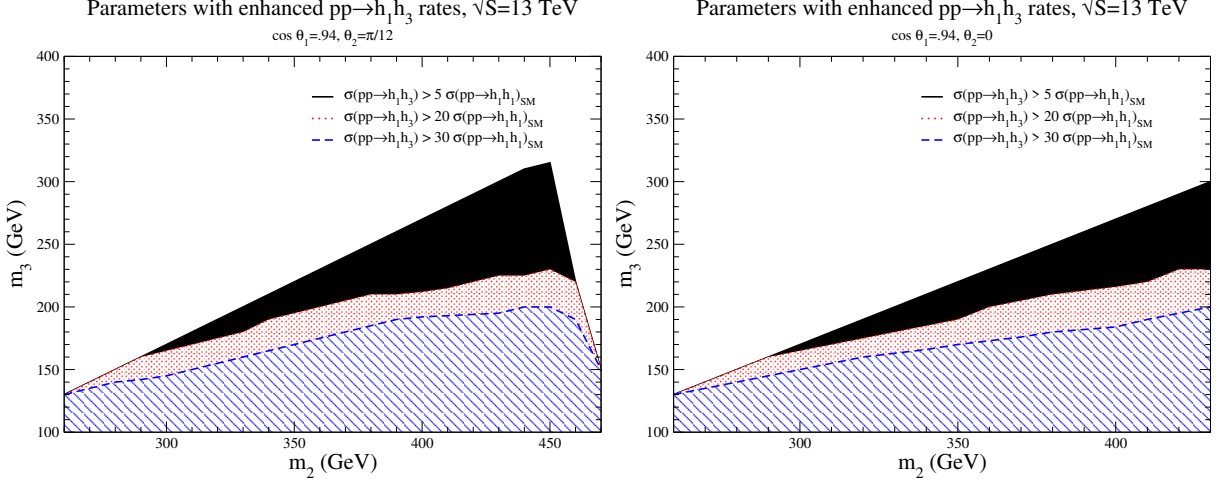 Parameters with enhanced pp→h₁h₃ rates, √S=13 TeV
cos θ₁=.94, θ₂=π/12
400
350
300
250
200
150
100
m₃ (GeV)
σ(pp→h₁h₃) > 5 σ(pp→h₁h₁)SM
σ(pp→h₁h₃) > 20 σ(pp→h₁h₁)SM
σ(pp→h₁h₃) > 30 σ(pp→h₁h₁)SM
300 350 400 450
m₂ (GeV)
Parameters with enhanced pp→h₁h₃ rates, √S=13 TeV
cos θ₁=.94, θ₂=0
400
350
300
250
200
150
100
m₃ (GeV)
σ(pp→h₁h₃) > 5 σ(pp→h₁h₁)SM
σ(pp→h₁h₃) > 20 σ(pp→h₁h₁)SM
σ(pp→h₁h₃) > 30 σ(pp→h₁h₁)SM
300 350 400
m₂ (GeV)